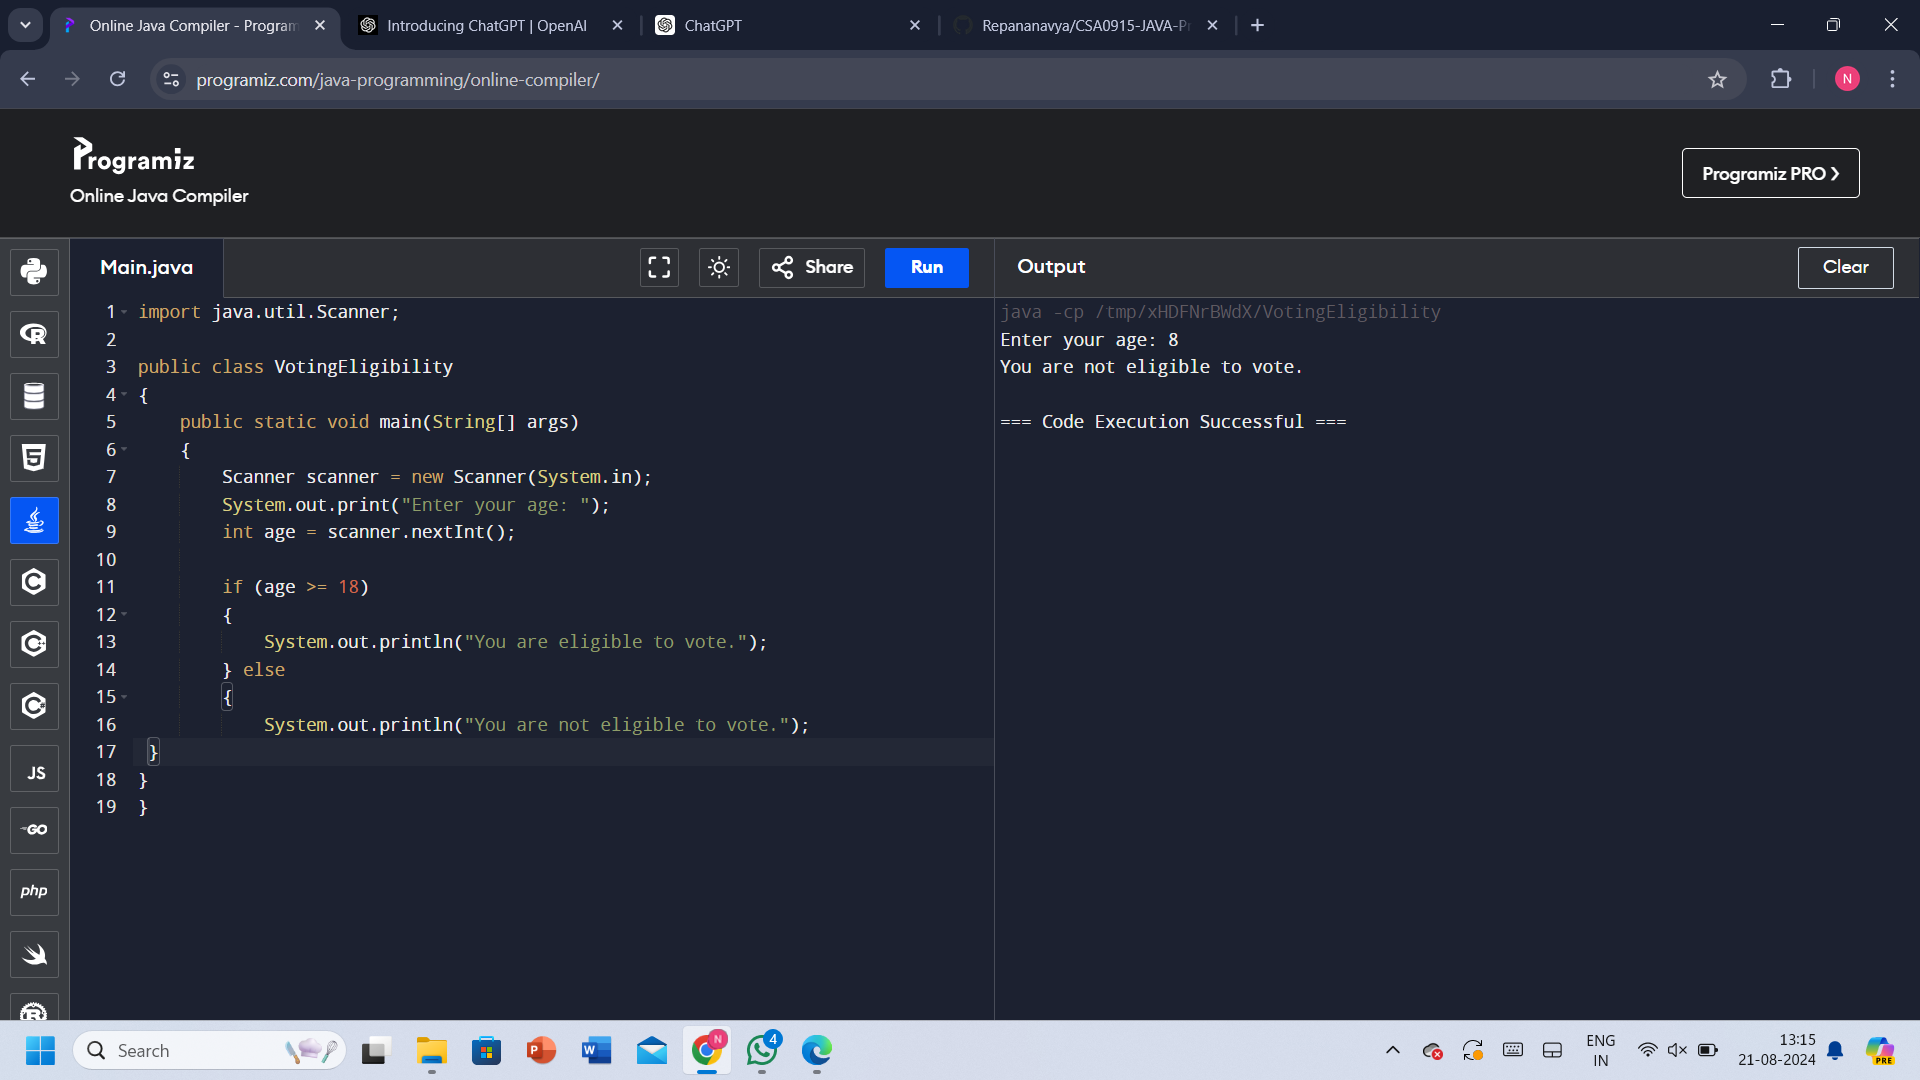 Online Java Compiler - Program
Introducing ChatGPT | OpenAI
ChatGPT
Repananavya/CSA0915-JAVA-Pr
programiz.com/java-programming/online-compiler/
N
Programiz
Online Java Compiler
Programiz PRO ›
Main.java
Share
Run
Output
Clear
1 import java.util.Scanner;
2
3 public class VotingEligibility
4 {
5     public static void main(String[] args)
6     {
7         Scanner scanner = new Scanner(System.in);
8         System.out.print("Enter your age: ");
9         int age = scanner.nextInt();
10
11         if (age >= 18)
12         {
13             System.out.println("You are eligible to vote.");
14         } else
15         {
16             System.out.println("You are not eligible to vote.");
17  }
18 }
19 }
java -cp /tmp/xHDFNrBWdX/VotingEligibility
Enter your age: 8
You are not eligible to vote.
=== Code Execution Successful ===
R
5
C
C
C
JS
GO
php
R
Search
P
W
N
4
ENG
IN
13:15
21-08-2024
PRE